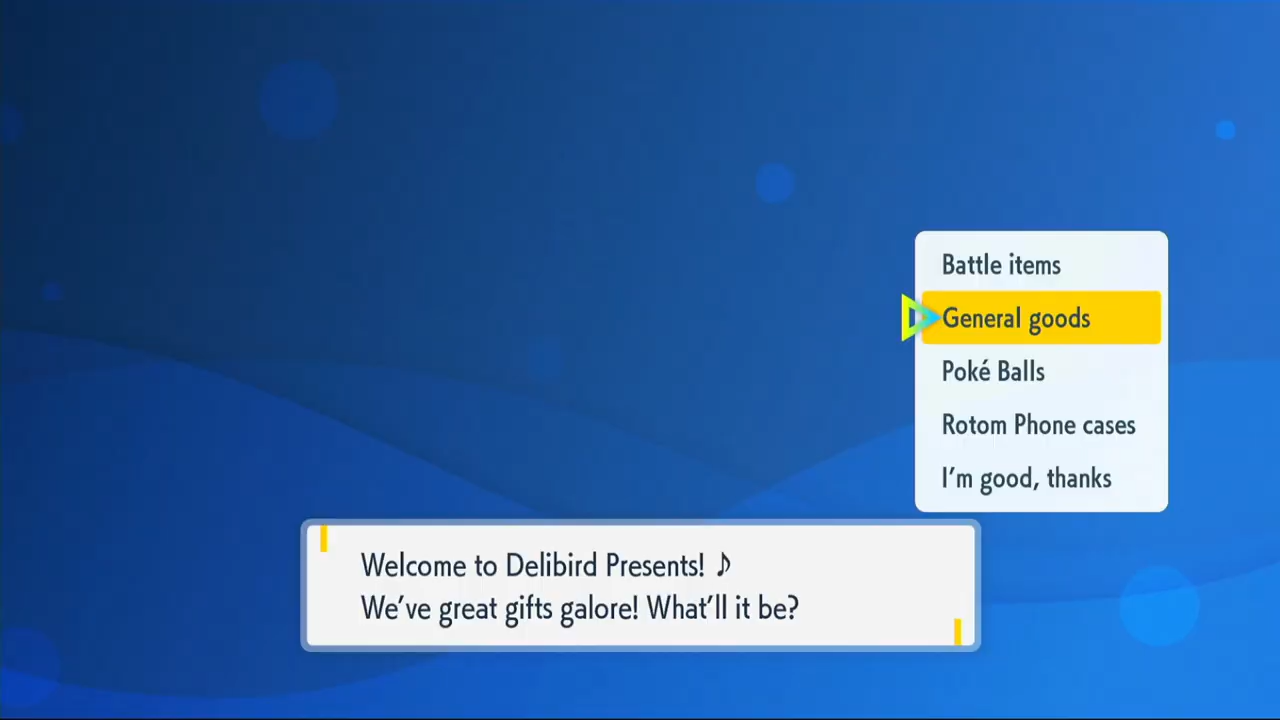 Battle items
General goods
Poké Balls
Rotom Phone cases
I'm good, thanks
Welcome to Delibird Presents! ♪
We've great gifts galore! What'll it be?